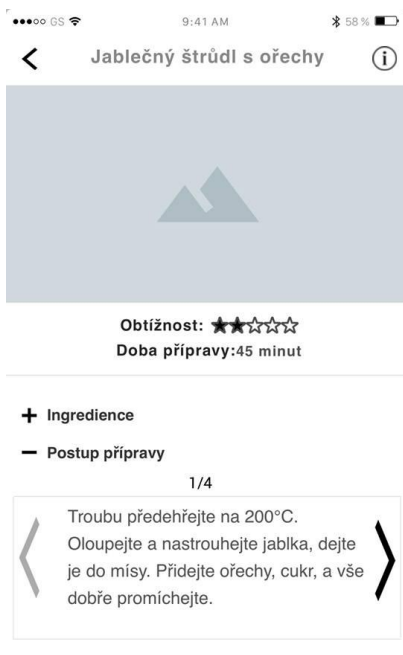 GS 9:41 AM 58 %
Jablečný štrůdl s ořechy
Obtížnost:
Doba přípravy:45 minut
+ Ingredience
− Postup přípravy
1/4
Troubu předehřejte na 200°C.
Oloupejte a nastrouhejte jablka, dejte
je do mísy. Přidejte ořechy, cukr, a vše
dobře promíchejte.